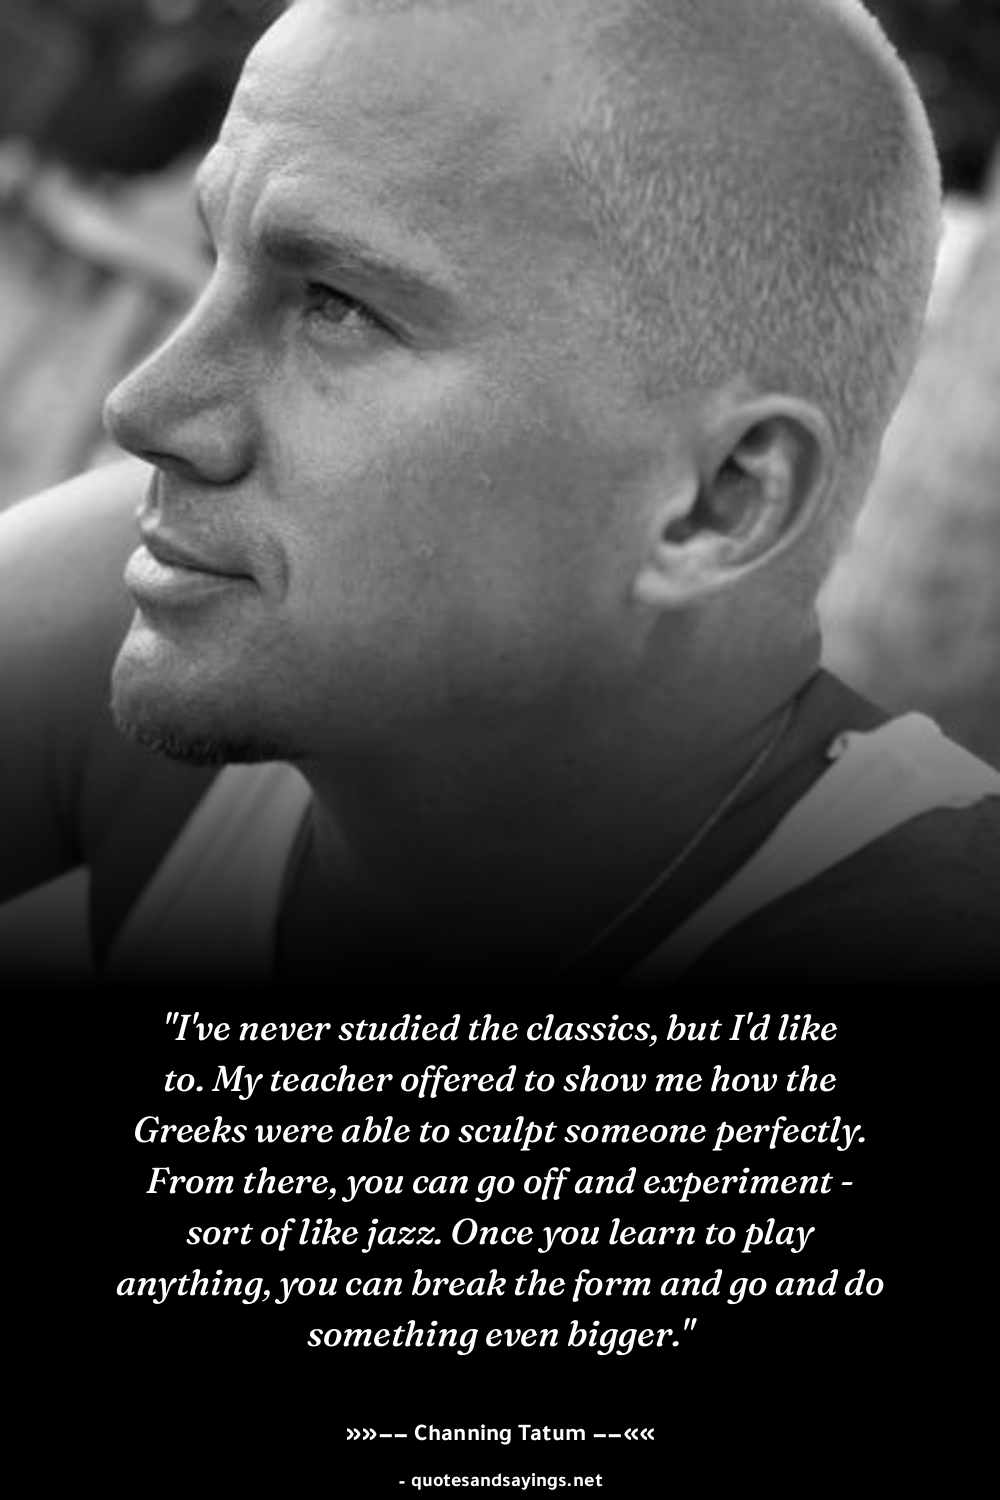 "I've never studied the classics, but I'd like
to. My teacher offered to show me how the
Greeks were able to sculpt someone perfectly.
From there, you can go off and experiment -
sort of like jazz. Once you learn to play
anything, you can break the form and go and do
something even bigger."
»»−− Channing Tatum −−««
- quotesandsayings.net